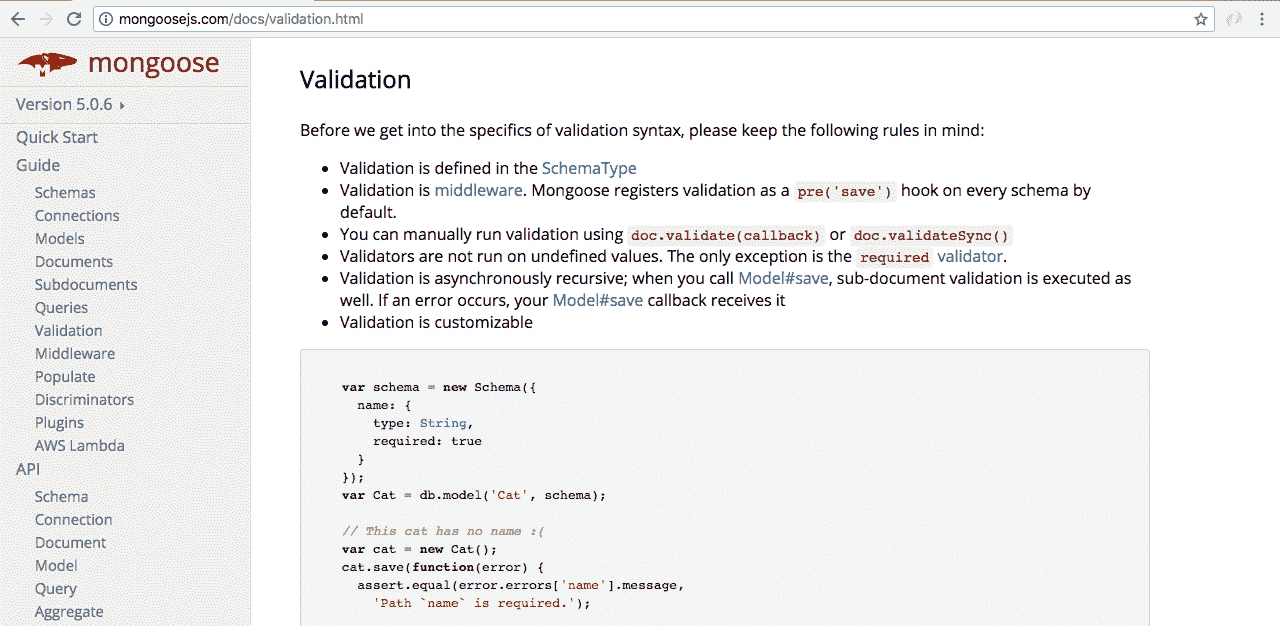 mongoosejs.com/docs/validation.html
mongoose
Version 5.0.6
Quick Start
Guide
Schemas
Connections
Models
Documents
Subdocuments
Queries
Validation
Middleware
Populate
Discriminators
Plugins
AWS Lambda
API
Schema
Connection
Document
Model
Query
Aggregate
Validation
Before we get into the specifics of validation syntax, please keep the following rules in mind:
• Validation is defined in the SchemaType
• Validation is middleware. Mongoose registers validation as a pre('save') hook on every schema by
default.
• You can manually run validation using doc.validate(callback) or doc.validateSync()
• Validators are not run on undefined values. The only exception is the required validator.
• Validation is asynchronously recursive; when you call Model#save, sub-document validation is executed as
well. If an error occurs, your Model#save callback receives it
• Validation is customizable
var schema = new Schema({
  name: {
    type: String,
    required: true
  }
});
var Cat = db.model('Cat', schema);

// This cat has no name :(
var cat = new Cat();
cat.save(function(error) {
  assert.equal(error.errors['name'].message,
    'Path `name` is required.');